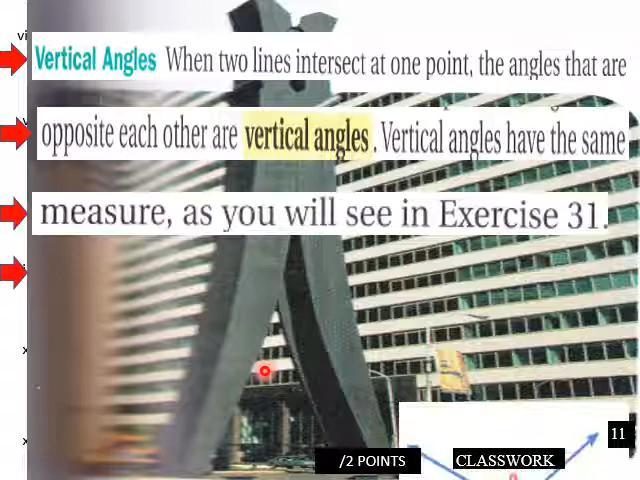 Vertical Angles When two lines intersect at one point, the angles that are
opposite each other are vertical angles. Vertical angles have the same
measure, as you will see in Exercise 31.
11
/2 POINTS
CLASSWORK